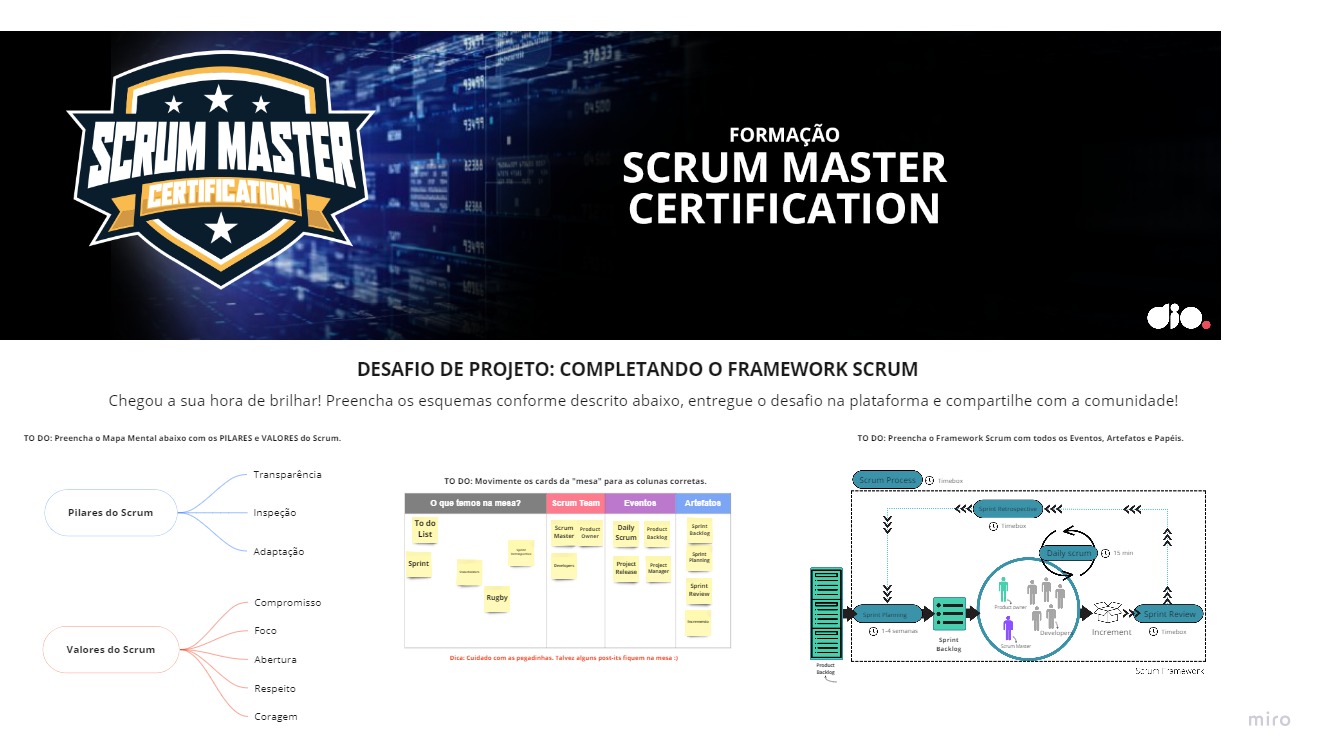 SCRUM MASTER
CERTIFICATION
FORMAÇÃO
SCRUM MASTER
CERTIFICATION
dio.
DESAFIO DE PROJETO: COMPLETANDO O FRAMEWORK SCRUM
Chegou a sua hora de brilhar! Preencha os esquemas conforme descrito abaixo, entregue o desafio na plataforma e compartilhe com a comunidade!
TO DO: Preencha o Mapa Mental abaixo com os PILARES e VALORES do Scrum.
Pilares do Scrum
Transparência
Inspeção
Adaptação
Valores do Scrum
Compromisso
Foco
Abertura
Respeito
Coragem
TO DO: Movimente os cards da "mesa" para as colunas corretas.
O que temos na mesa?
Scrum Team
Eventos
Artefatos
To do
List
Sprint
Rugby
Scrum
Master
Product
Owner
Developers
Daily
Scrum
Product
Backlog
Project
Release
Project
Manager
Sprint
Backlog
Sprint
Planning
Sprint
Review
Incremento
Dica: Cuidado com as pegadinhas. Talvez alguns post-its fiquem na mesa :)
TO DO: Preencha o Framework Scrum com todos os Eventos, Artefatos e Papéis.
Scrum Process
Timebox
Sprint Retrospective
Timebox
Daily scrum
15 min
Product owner
Developers
Scrum Master
Sprint Planning
1-4 semanas
Sprint
Backlog
Increment
Sprint Review
Timebox
Product
Backlog
Scrum Framework
miro